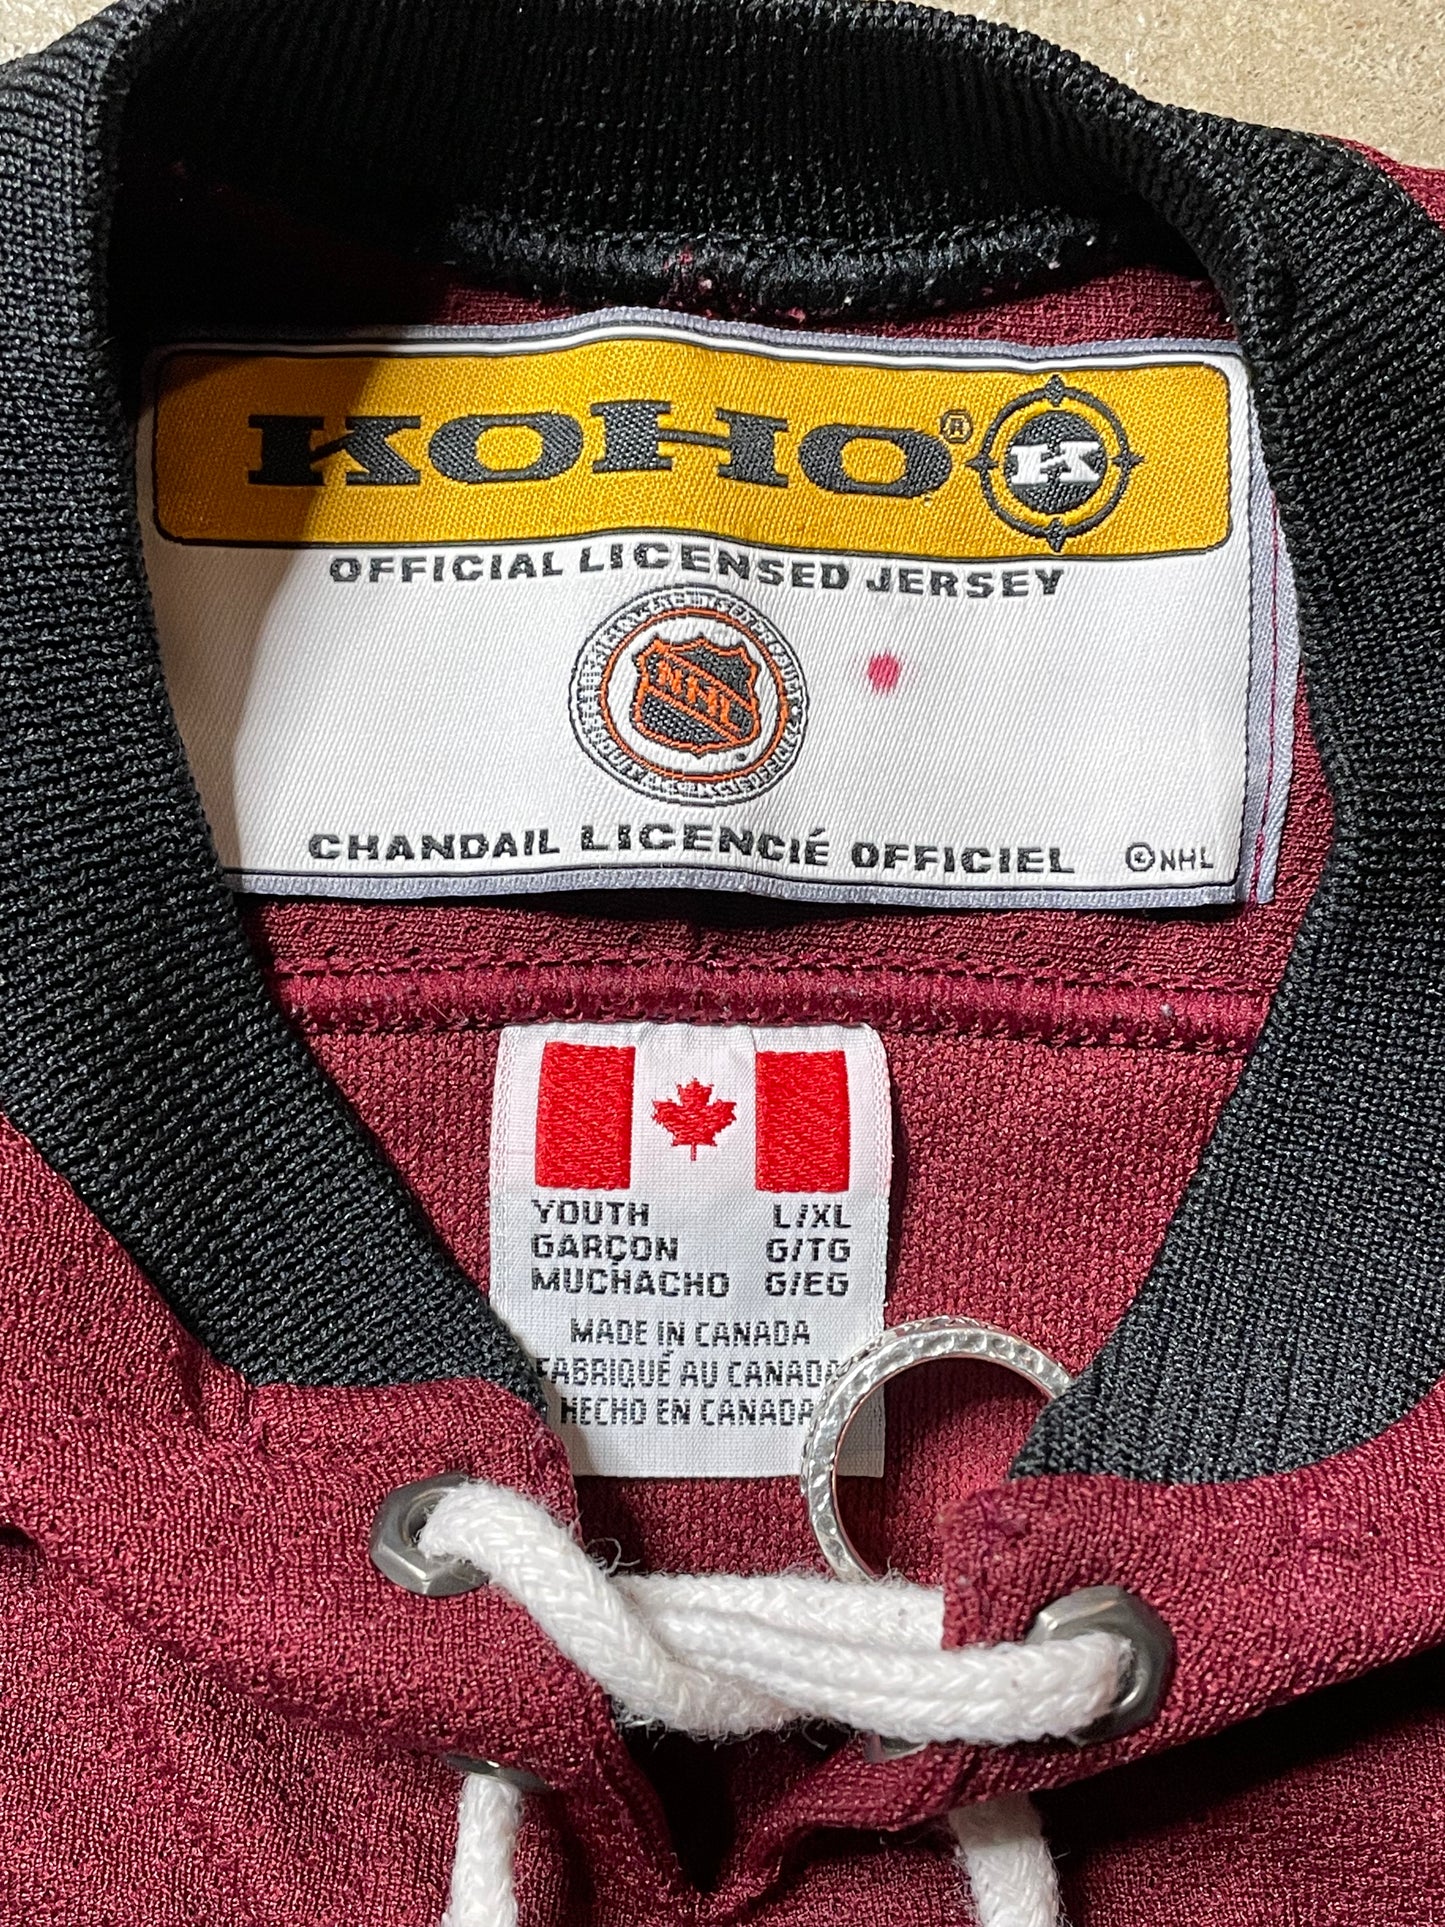 KOHO® K
OFFICIAL LICENSED JERSEY
NHL
CHANDAIL LICENCIÉ OFFICIEL ©NHL
YOUTH L/XL
GARÇON G/TG
MUCHACHO G/EG
MADE IN CANADA
FABRIQUÉ AU CANADA
HECHO EN CANADA